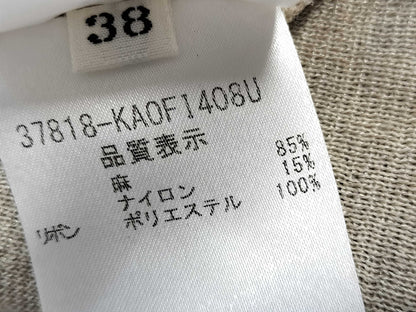 38
37818-KAOFI408U
品質表示
麻 85%
ナイロン 15%
リボン ポリエステル 100%